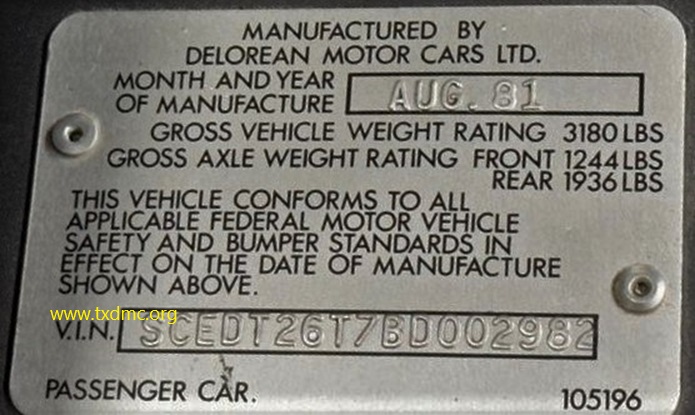 MANUFACTURED BY
DELOREAN MOTOR CARS LTD.
MONTH AND YEAR
OF MANUFACTURE AUG. 81
GROSS VEHICLE WEIGHT RATING 3180 LBS
GROSS AXLE WEIGHT RATING FRONT 1244 LBS
REAR 1936 LBS
THIS VEHICLE CONFORMS TO ALL
APPLICABLE FEDERAL MOTOR VEHICLE
SAFETY AND BUMPER STANDARDS IN
EFFECT ON THE DATE OF MANUFACTURE
SHOWN ABOVE.
www.txdmc.org
V.I.N. SCEDT26T7BD002982
PASSENGER CAR. 105196